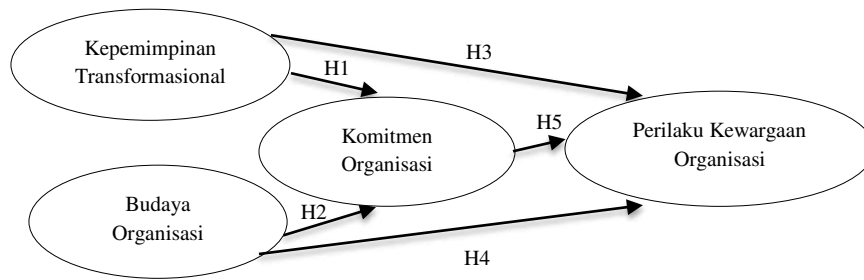 Kepemimpinan
Transformasional
H1
H3
Komitmen
Organisasi
H5
Perilaku Kewargaan
Organisasi
Budaya
Organisasi
H2
H4